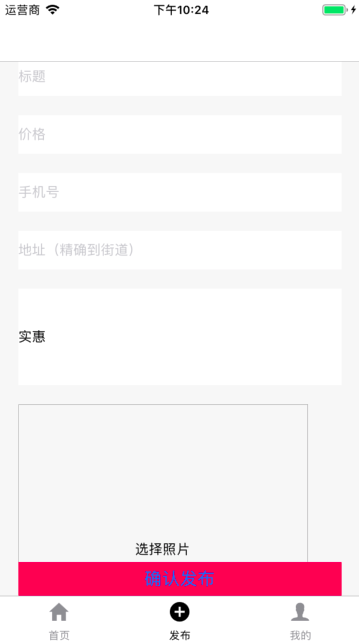 运营商 下午10:24
标题
价格
手机号
地址（精确到街道）
实惠
选择照片
确认发布
首页 发布 我的